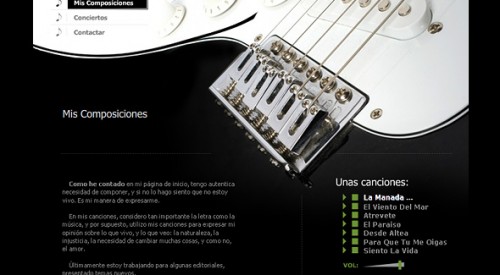 Mis Composiciones
Conciertos
Contactar
Mis Composiciones
Como he contado en mi página de inicio, tengo autentica
necesidad de componer, y si no lo hago siento que no estoy
vivo. Es mi manera de expresarme.
En mis canciones, considero tan importante la letra como la
música, y por supuesto, utilizo mis canciones para expresar mi
opinión sobre lo que vivo, y lo que veo: la naturaleza, la
injusticia, la necesidad de cambiar muchas cosas, y como no,
el amor.
Últimamente estoy trabajando para algunas editoriales,
presentado temas nuevos.
Unas canciones:
La Manada ...
El Viento Del Mar
Atrevete
El Paraiso
Desde Altea
Para Que Tu Me Oigas
Siento La Vida
VOL: